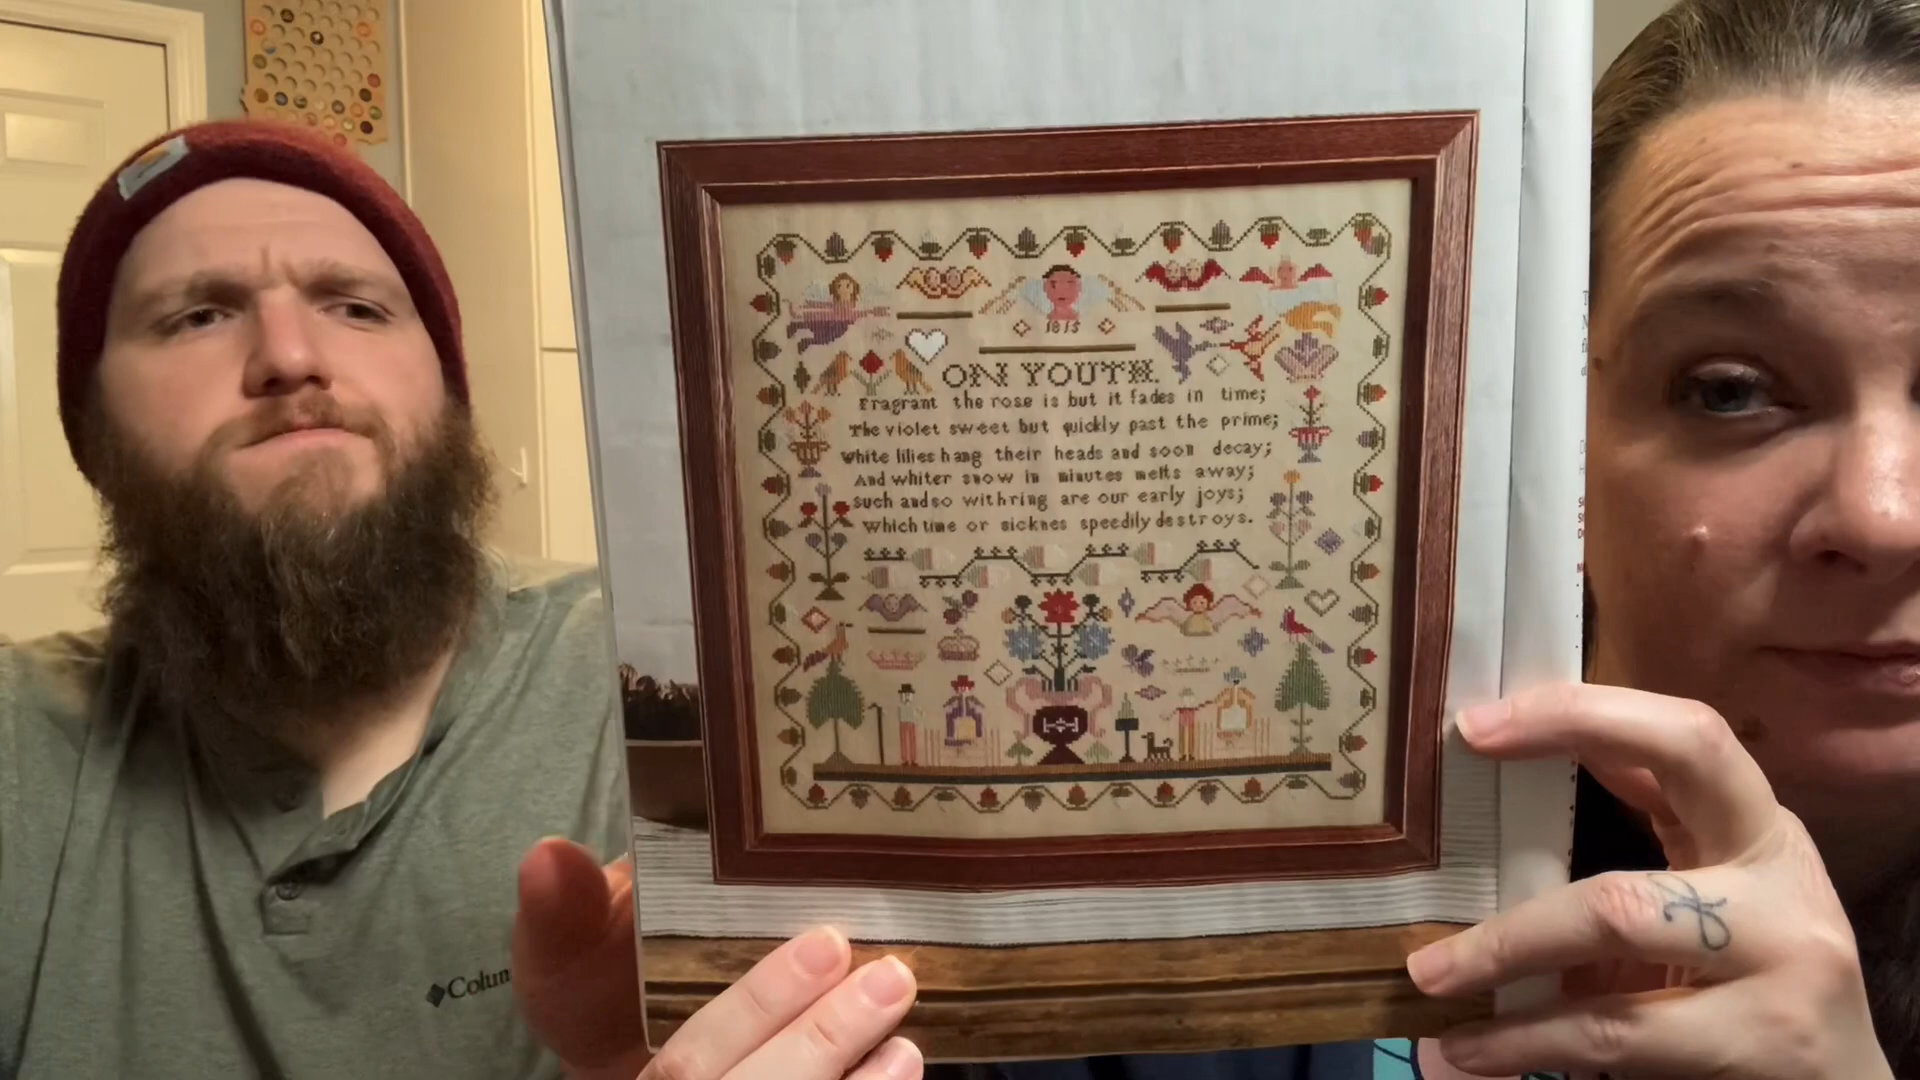 1815
ON YOUTH.
Fragrant the rose is but it fades in time;
The violet sweet but quickly past the prime;
White lilies hang their heads and soon decay;
And whiter snow in minutes melts away;
Such and so with'ring are our early joys;
Which time or sicknes speedily destroys.
Colum